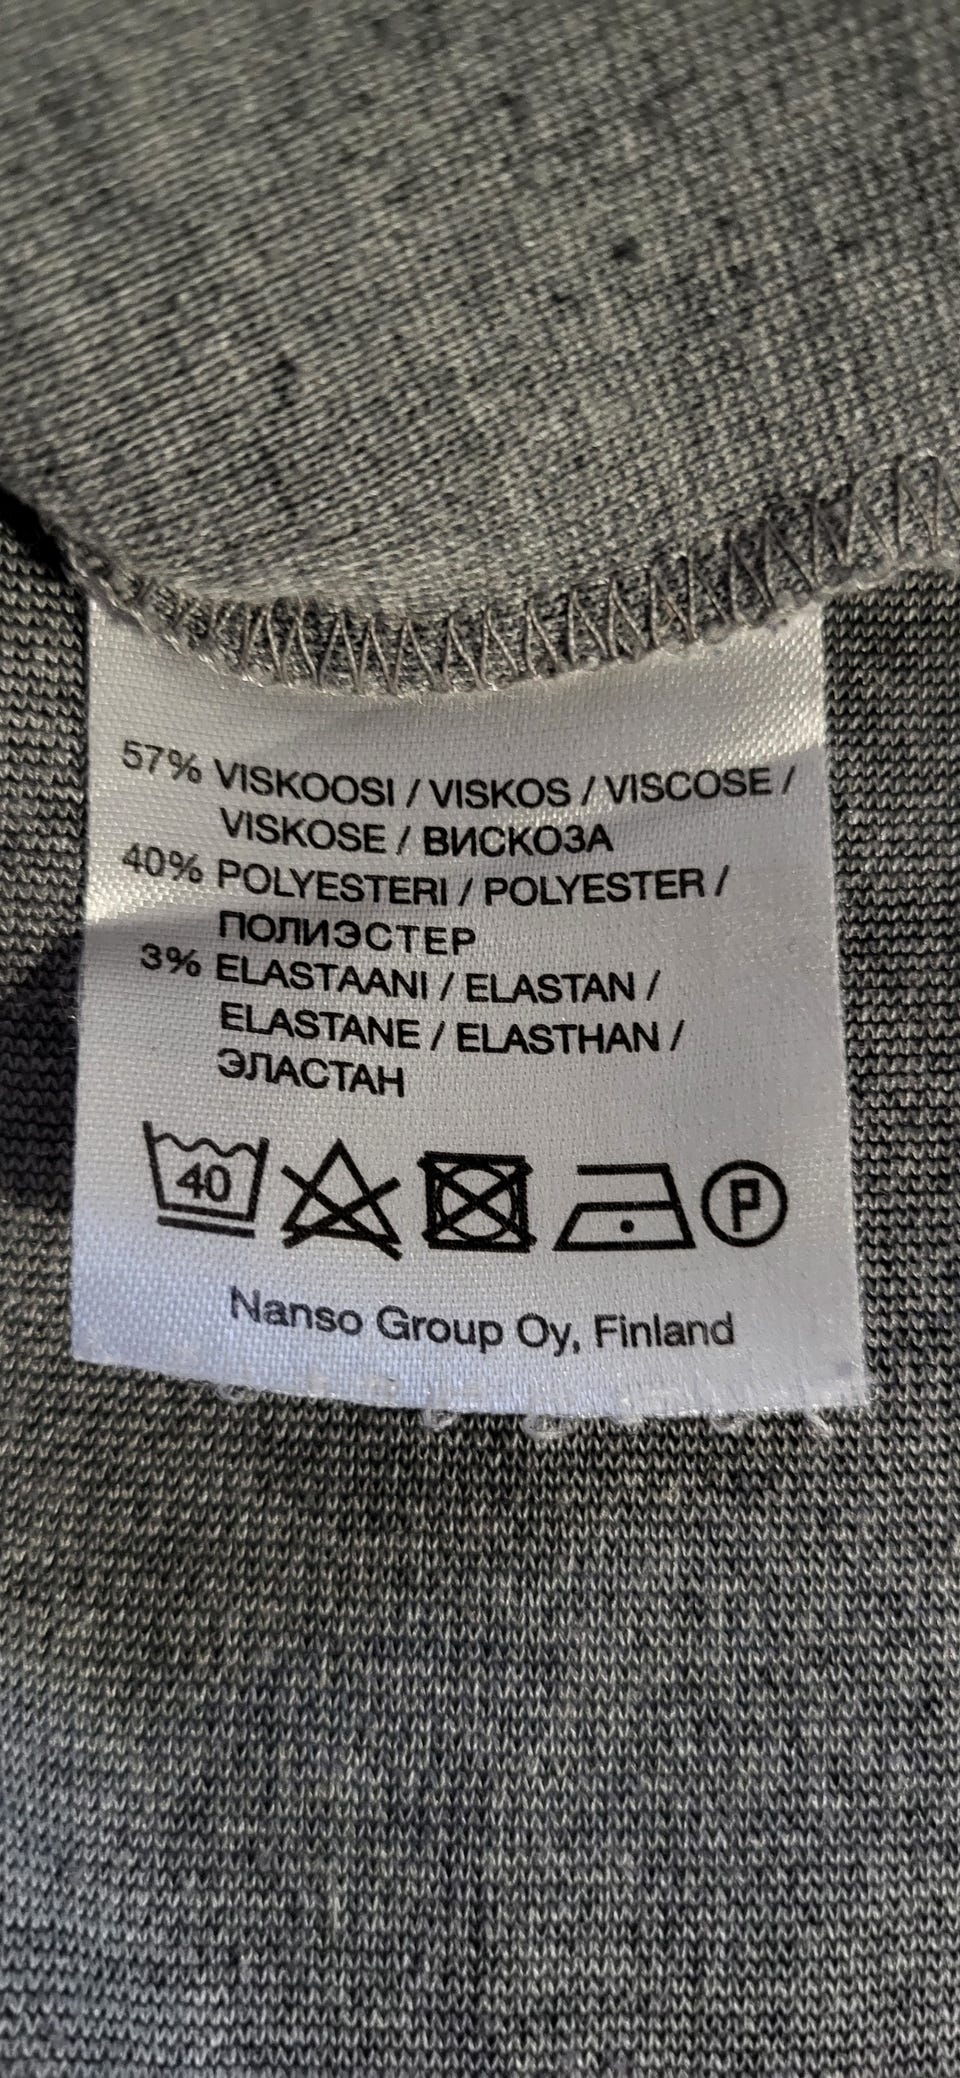 57% VISKOOSI / VISKOS / VISCOSE /
VISKOSE / ВИСКОЗА
40% POLYESTERI / POLYESTER /
ПОЛИЭСТЕР
3% ELASTAANI / ELASTAN /
ELASTANE / ELASTHAN /
ЭЛАСТАН
40 P
Nanso Group Oy, Finland